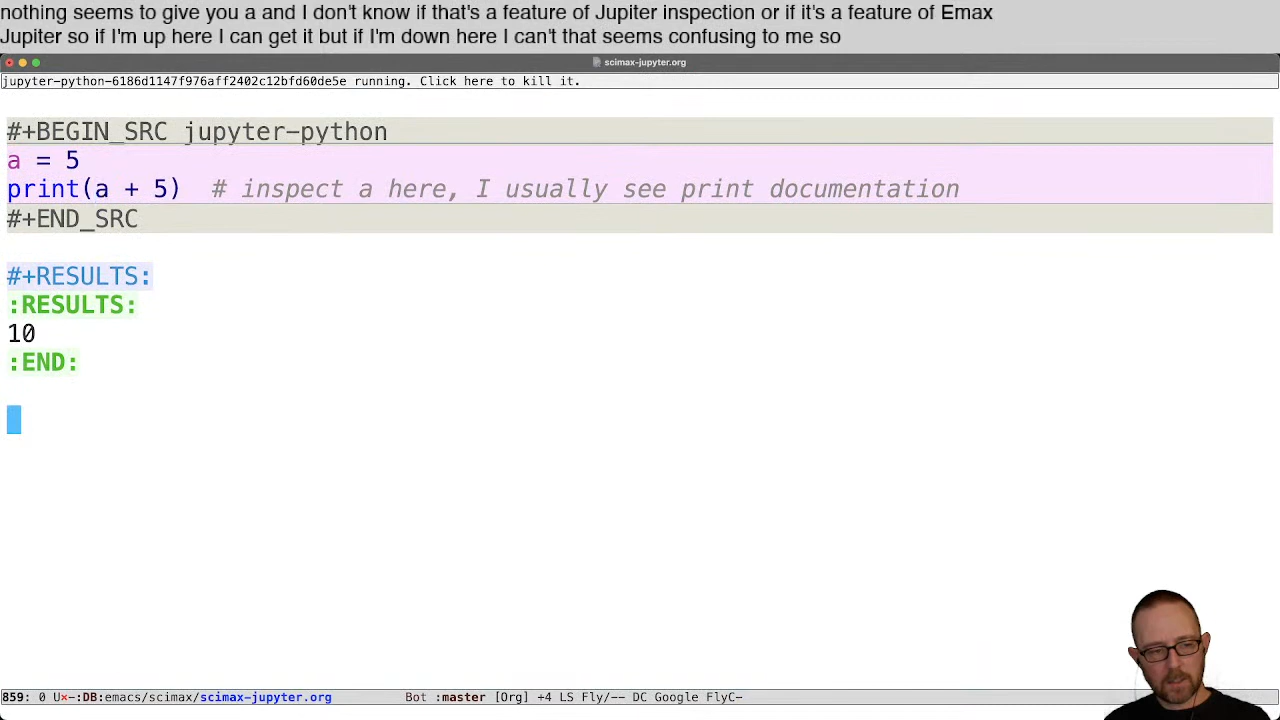 nothing seems to give you a and I don't know if that's a feature of Jupiter inspection or if it's a feature of Emax
Jupiter so if I'm up here I can get it but if I'm down here I can't that seems confusing to me so
scimax-jupyter.org
jupyter-python-6186d1147f976aff2402c12bfd60de5e running. Click here to kill it.
#+BEGIN_SRC jupyter-python
a = 5
print(a + 5)  # inspect a here, I usually see print documentation
#+END_SRC
#+RESULTS:
:RESULTS:
10
:END:
859: 0 U×-:DB:emacs/scimax/scimax-jupyter.org Bot :master [Org] +4 LS Fly/-- DC Google FlyC-